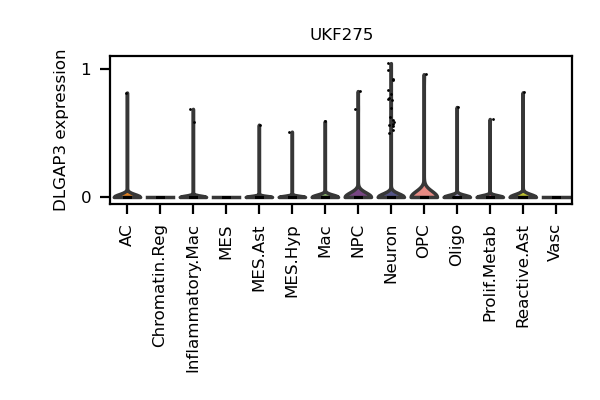 UKF275
DLGAP3 expression
1
0
AC
Chromatin.Reg
Inflammatory.Mac
MES
MES.Ast
MES.Hyp
Mac
NPC
Neuron
OPC
Oligo
Prolif.Metab
Reactive.Ast
Vasc